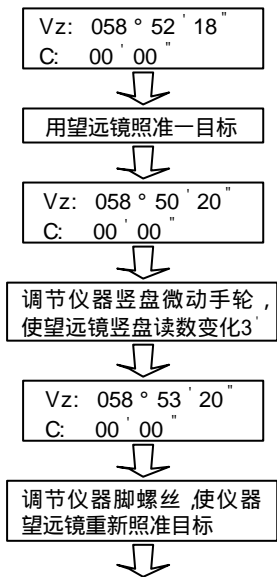 Vz: 058 ° 52 ' 18 "
C: 00 ' 00 "
用望远镜照准一目标
Vz: 058 ° 50 ' 20 "
C: 00 ' 00 "
调节仪器竖盘微动手轮,
使望远镜竖盘读数变化3 '
Vz: 058 ° 53 ' 20 "
C: 00 ' 00 "
调节仪器脚螺丝,使仪器
望远镜重新照准目标